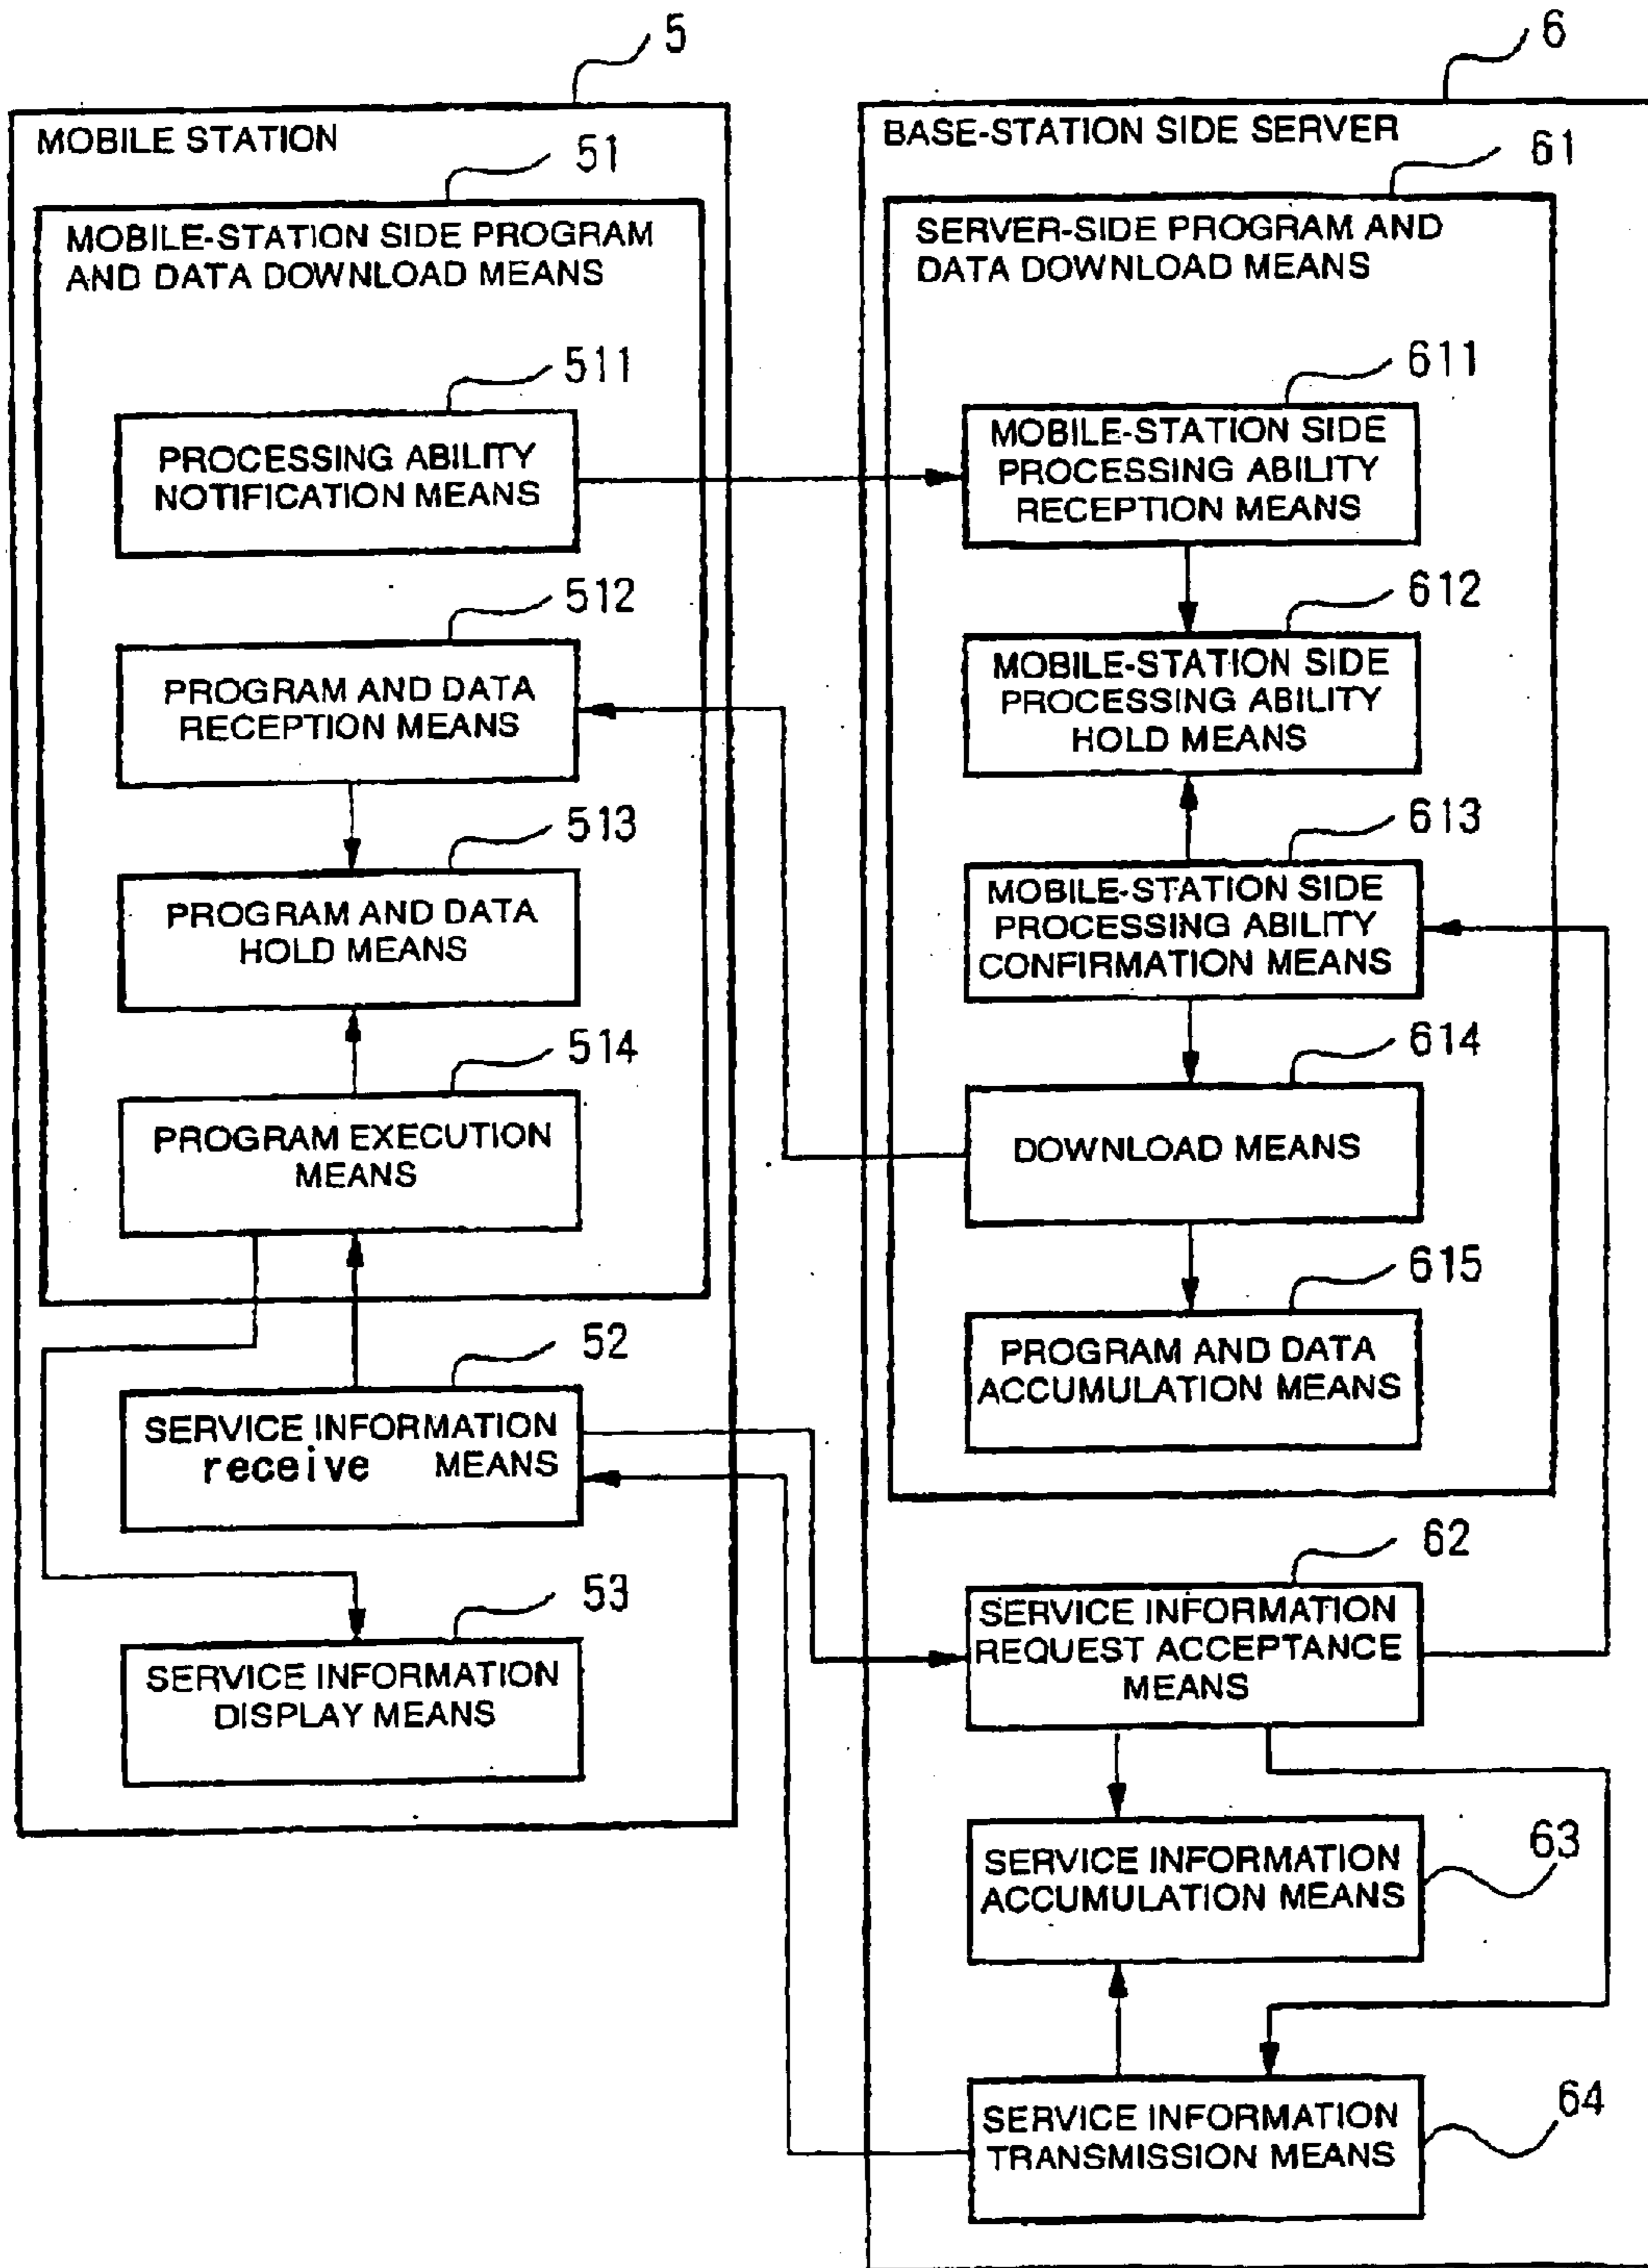 5
6
MOBILE STATION
BASE-STATION SIDE SERVER
51
61
MOBILE-STATION SIDE PROGRAM
AND DATA DOWNLOAD MEANS
SERVER-SIDE PROGRAM AND
DATA DOWNLOAD MEANS
511
611
PROCESSING ABILITY
NOTIFICATION MEANS
MOBILE-STATION SIDE
PROCESSING ABILITY
RECEPTION MEANS
512
612
PROGRAM AND DATA
RECEPTION MEANS
MOBILE-STATION SIDE
PROCESSING ABILITY
HOLD MEANS
513
613
PROGRAM AND DATA
HOLD MEANS
MOBILE-STATION SIDE
PROCESSING ABILITY
CONFIRMATION MEANS
514
614
PROGRAM EXECUTION
MEANS
DOWNLOAD MEANS
615
PROGRAM AND DATA
ACCUMULATION MEANS
52
SERVICE INFORMATION
receive MEANS
62
SERVICE INFORMATION
REQUEST ACCEPTANCE
MEANS
53
SERVICE INFORMATION
DISPLAY MEANS
63
SERVICE INFORMATION
ACCUMULATION MEANS
64
SERVICE INFORMATION
TRANSMISSION MEANS